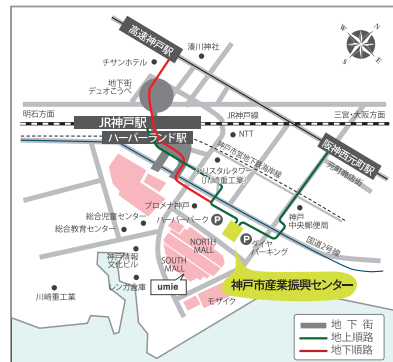 高速神戸駅
湊川神社
チサンホテル
N
W
E
S
地下街
デュオこうべ
明石方面
JR神戸駅
JR神戸線
三宮・大阪方面
ハーバーランド駅
NTT
阪神西元町駅
神戸市営地下鉄海岸線
元町商店街
クリスタルタワー
(川崎重工業)
プロメナ神戸
総合児童センター
ハーバーパーク
P
神戸
中央郵便局
総合教育センター
P
ダイヤ
パーキング
国道2号線
神戸情報
文化ビル
NORTH
MALL
SOUTH
MALL
レンガ倉庫
umie
神戸市産業振興センター
川崎重工業
モザイク
地下街
地上順路
地下順路